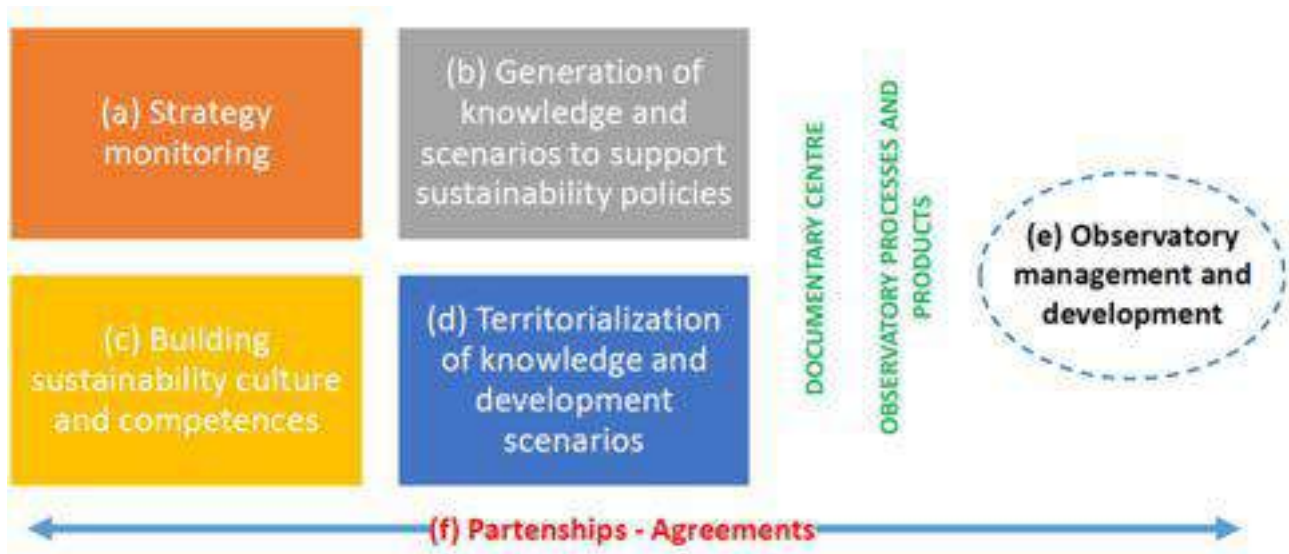 (a) Strategy
monitoring
(b) Generation of
knowledge and
scenarios to support
sustainability policies
(c) Building
sustainability culture
and competences
(d) Territorialization
of knowledge and
development
scenarios
DOCUMENTARY CENTRE
OBSERVATORY PROCESSES AND
PRODUCTS
(e) Observatory
management and
development
(f) Partenships - Agreements